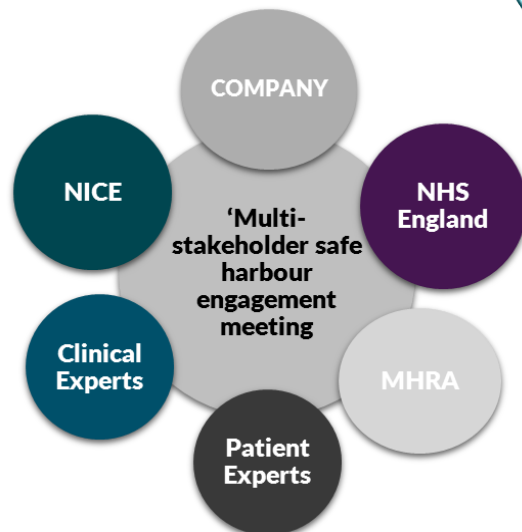 COMPANY
NICE
NHS
England
‘Multi-
stakeholder safe
harbour
engagement
meeting
Clinical
Experts
MHRA
Patient
Experts